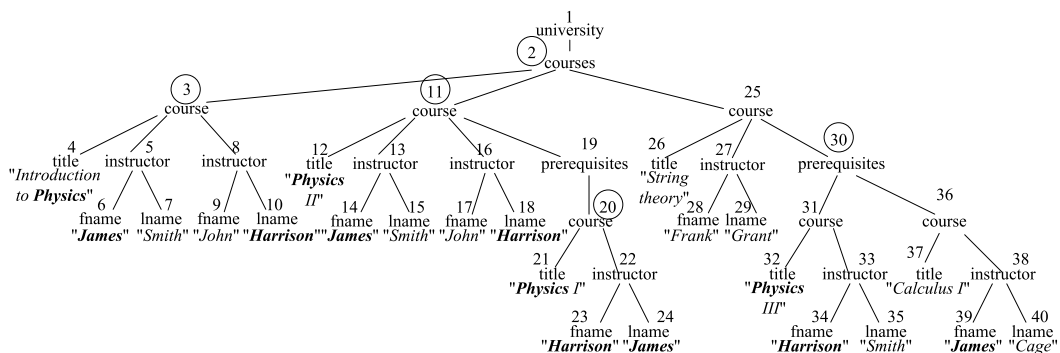 1
university
2
courses
3
course
11
course
25
course
4
title
"Introduction
to Physics"
5
instructor
8
instructor
12
title
"Physics
II"
13
instructor
16
instructor
19
prerequisites
26
title
"String
theory"
27
instructor
30
prerequisites
6
fname
"James"
7
lname
"Smith"
9
fname
"John"
10
lname
"Harrison"
14
fname
"James"
15
lname
"Smith"
17
fname
"John"
18
lname
"Harrison"
20
course
28
fname
"Frank"
29
lname
"Grant"
31
course
36
course
21
title
"Physics I"
22
instructor
32
title
"Physics
III"
33
instructor
37
title
"Calculus I"
38
instructor
23
fname
"Harrison"
24
lname
"James"
34
fname
"Harrison"
35
lname
"Smith"
39
fname
"James"
40
lname
"Cage"